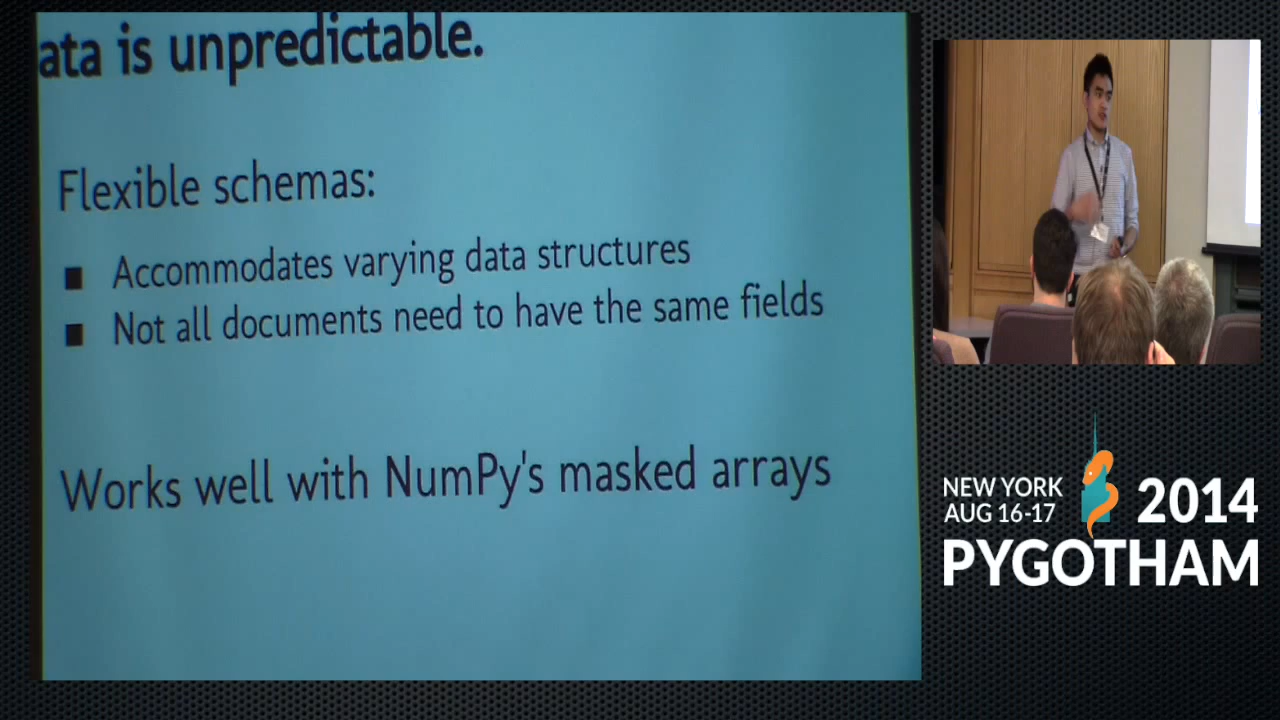 ata is unpredictable.
Flexible schemas:
■ Accommodates varying data structures
■ Not all documents need to have the same fields
Works well with NumPy's masked arrays
NEW YORK
AUG 16-17
2014
PYGOTHAM